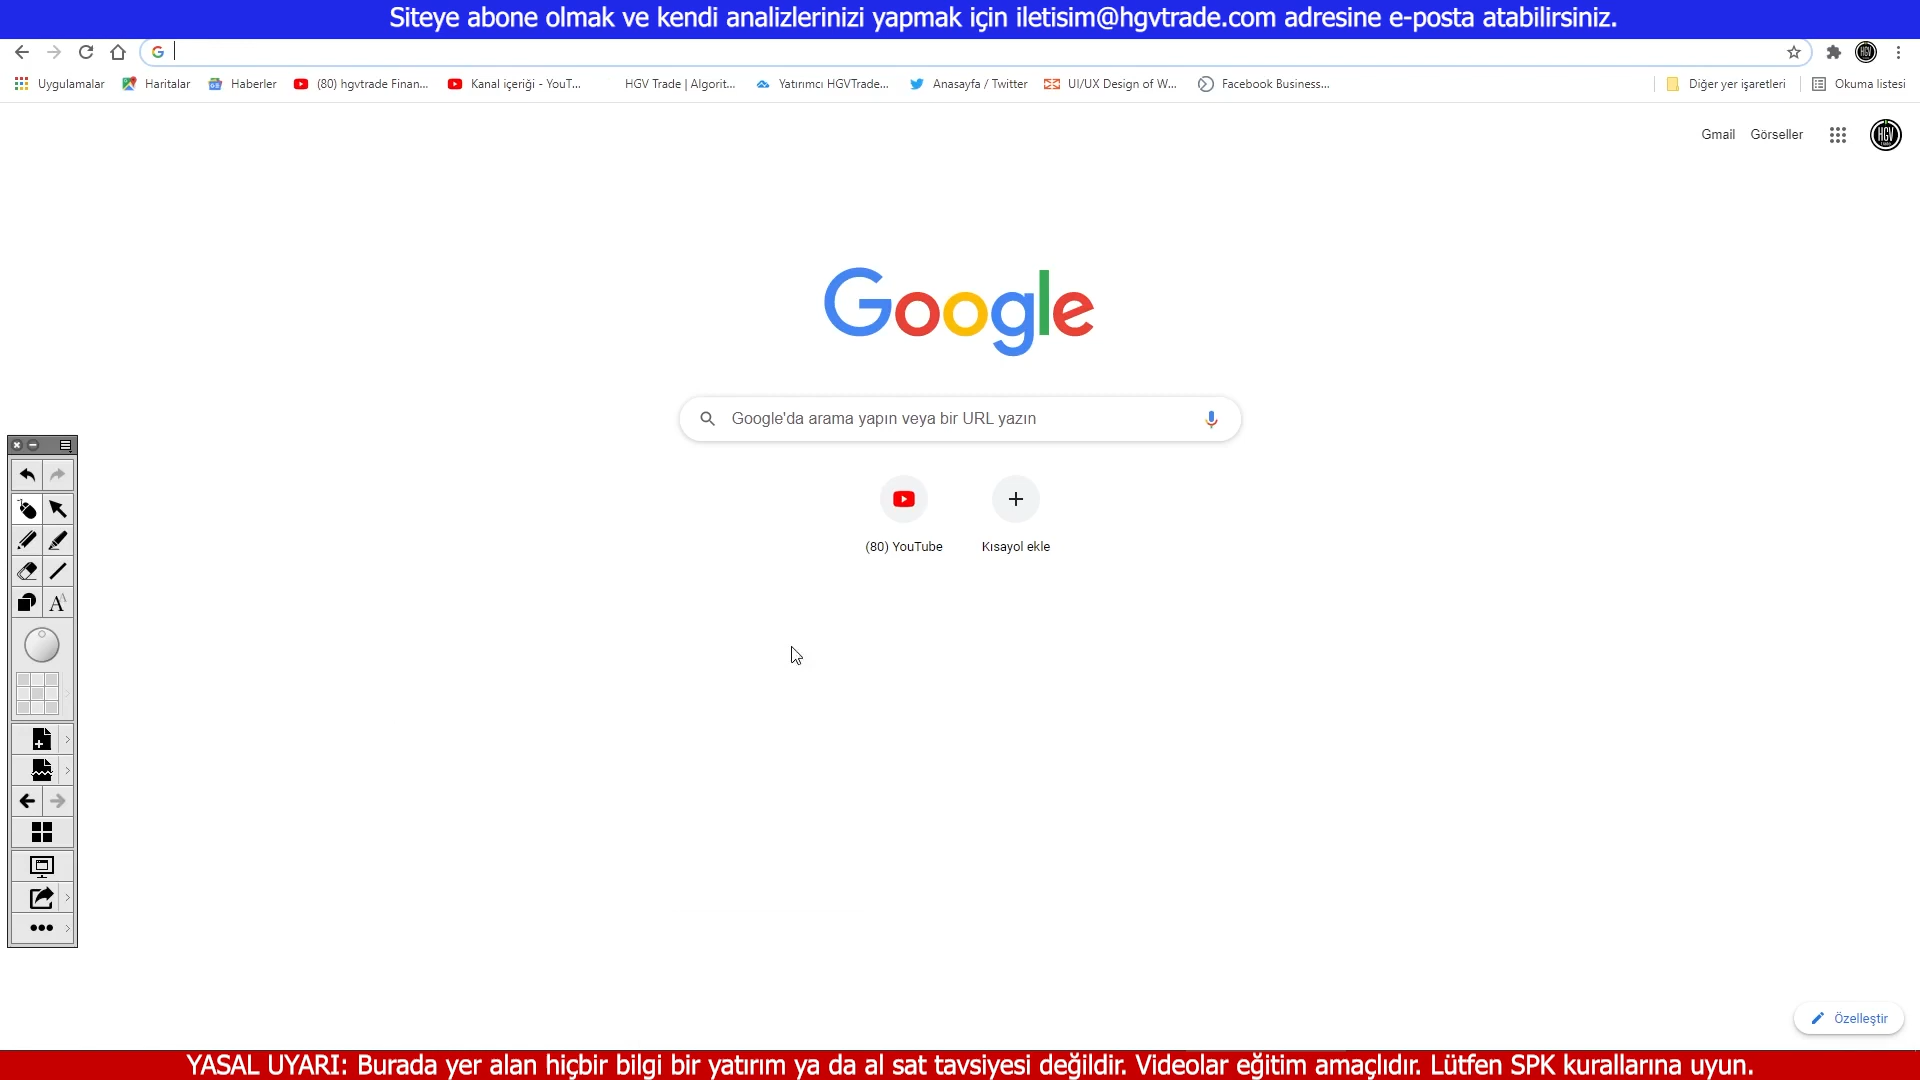 Siteye abone olmak ve kendi analizlerinizi yapmak için iletisim@hgvtrade.com adresine e-posta atabilirsiniz.
Uygulamalar Haritalar Haberler (80) hgvtrade Finan... Kanal içeriği - YouT... HGV Trade | Algorit... Yatırımcı HGVTrade... Anasayfa / Twitter UI/UX Design of W... Facebook Business... Diğer yer işaretleri Okuma listesi
Gmail Görseller HGV
Google
Google'da arama yapın veya bir URL yazın
(80) YouTube Kısayol ekle
Özelleştir
YASAL UYARI: Burada yer alan hiçbir bilgi bir yatırım ya da al sat tavsiyesi değildir. Videolar eğitim amaçlıdır. Lütfen SPK kurallarına uyun.